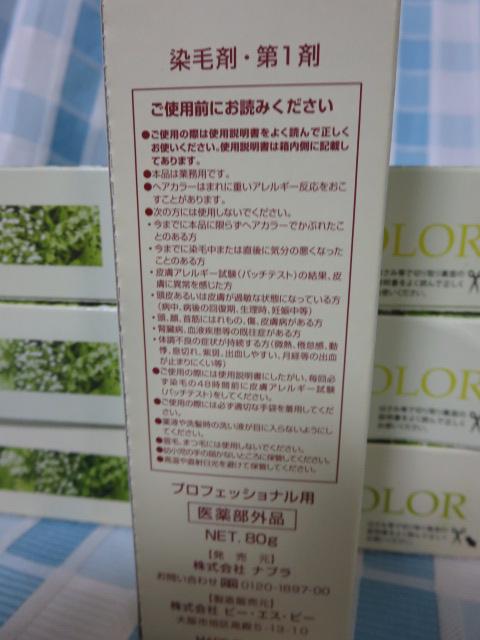 染毛剤・第1剤
ご使用前にお読みください
●ご使用の際は使用説明書をよく読んで正しく
お使いください。使用説明書は箱内側に記載し
てあります。
●本品は業務用です。
●ヘアカラーはまれに重いアレルギー反応をおこ
すことがあります。
●次の方には使用しないでください。
・今までに本品に限らずヘアカラーでかぶれたこ
とのある方
・今までに染毛中または直後に気分の悪くなった
ことのある方
・皮膚アレルギー試験(パッチテスト)の結果、皮
膚に異常を感じた方
・頭皮あるいは皮膚が過敏な状態になっている方
(病中、病後の回復期、生理時、妊娠中等)
・頭、顔、首筋にはれもの、傷、皮膚病がある方
・腎臓病、血液疾患等の既往症がある方
・体調不良の症状が持続する方(微熱、倦怠感、動
悸、息切れ、紫斑、出血しやすい、月経等の出血
が止まりにくい等)
●ご使用の際には使用説明書にしたがい、毎回必
ず染毛の48時間前に皮膚アレルギー試験
(パッチテスト)をしてください。
●ご使用の際には必ず適切な手袋を着用してくだ
さい。
●薬液や洗髪時の洗い液が目に入らないようにし
てください。
●眉毛、まつ毛には使用しないでください。
●幼小児の手の届かないところに保管してください。
●高温や直射日光を避けて保管してください。
プロフェッショナル用
医薬部外品
NET. 80g
【発売元】
株式会社 ナプラ
お問い合わせ 0120-1897-00
【製造販売元】
株式会社 ビー・エス・ピー
大阪市旭区高殿5-13-10
OLOR
OLOR
OLOR